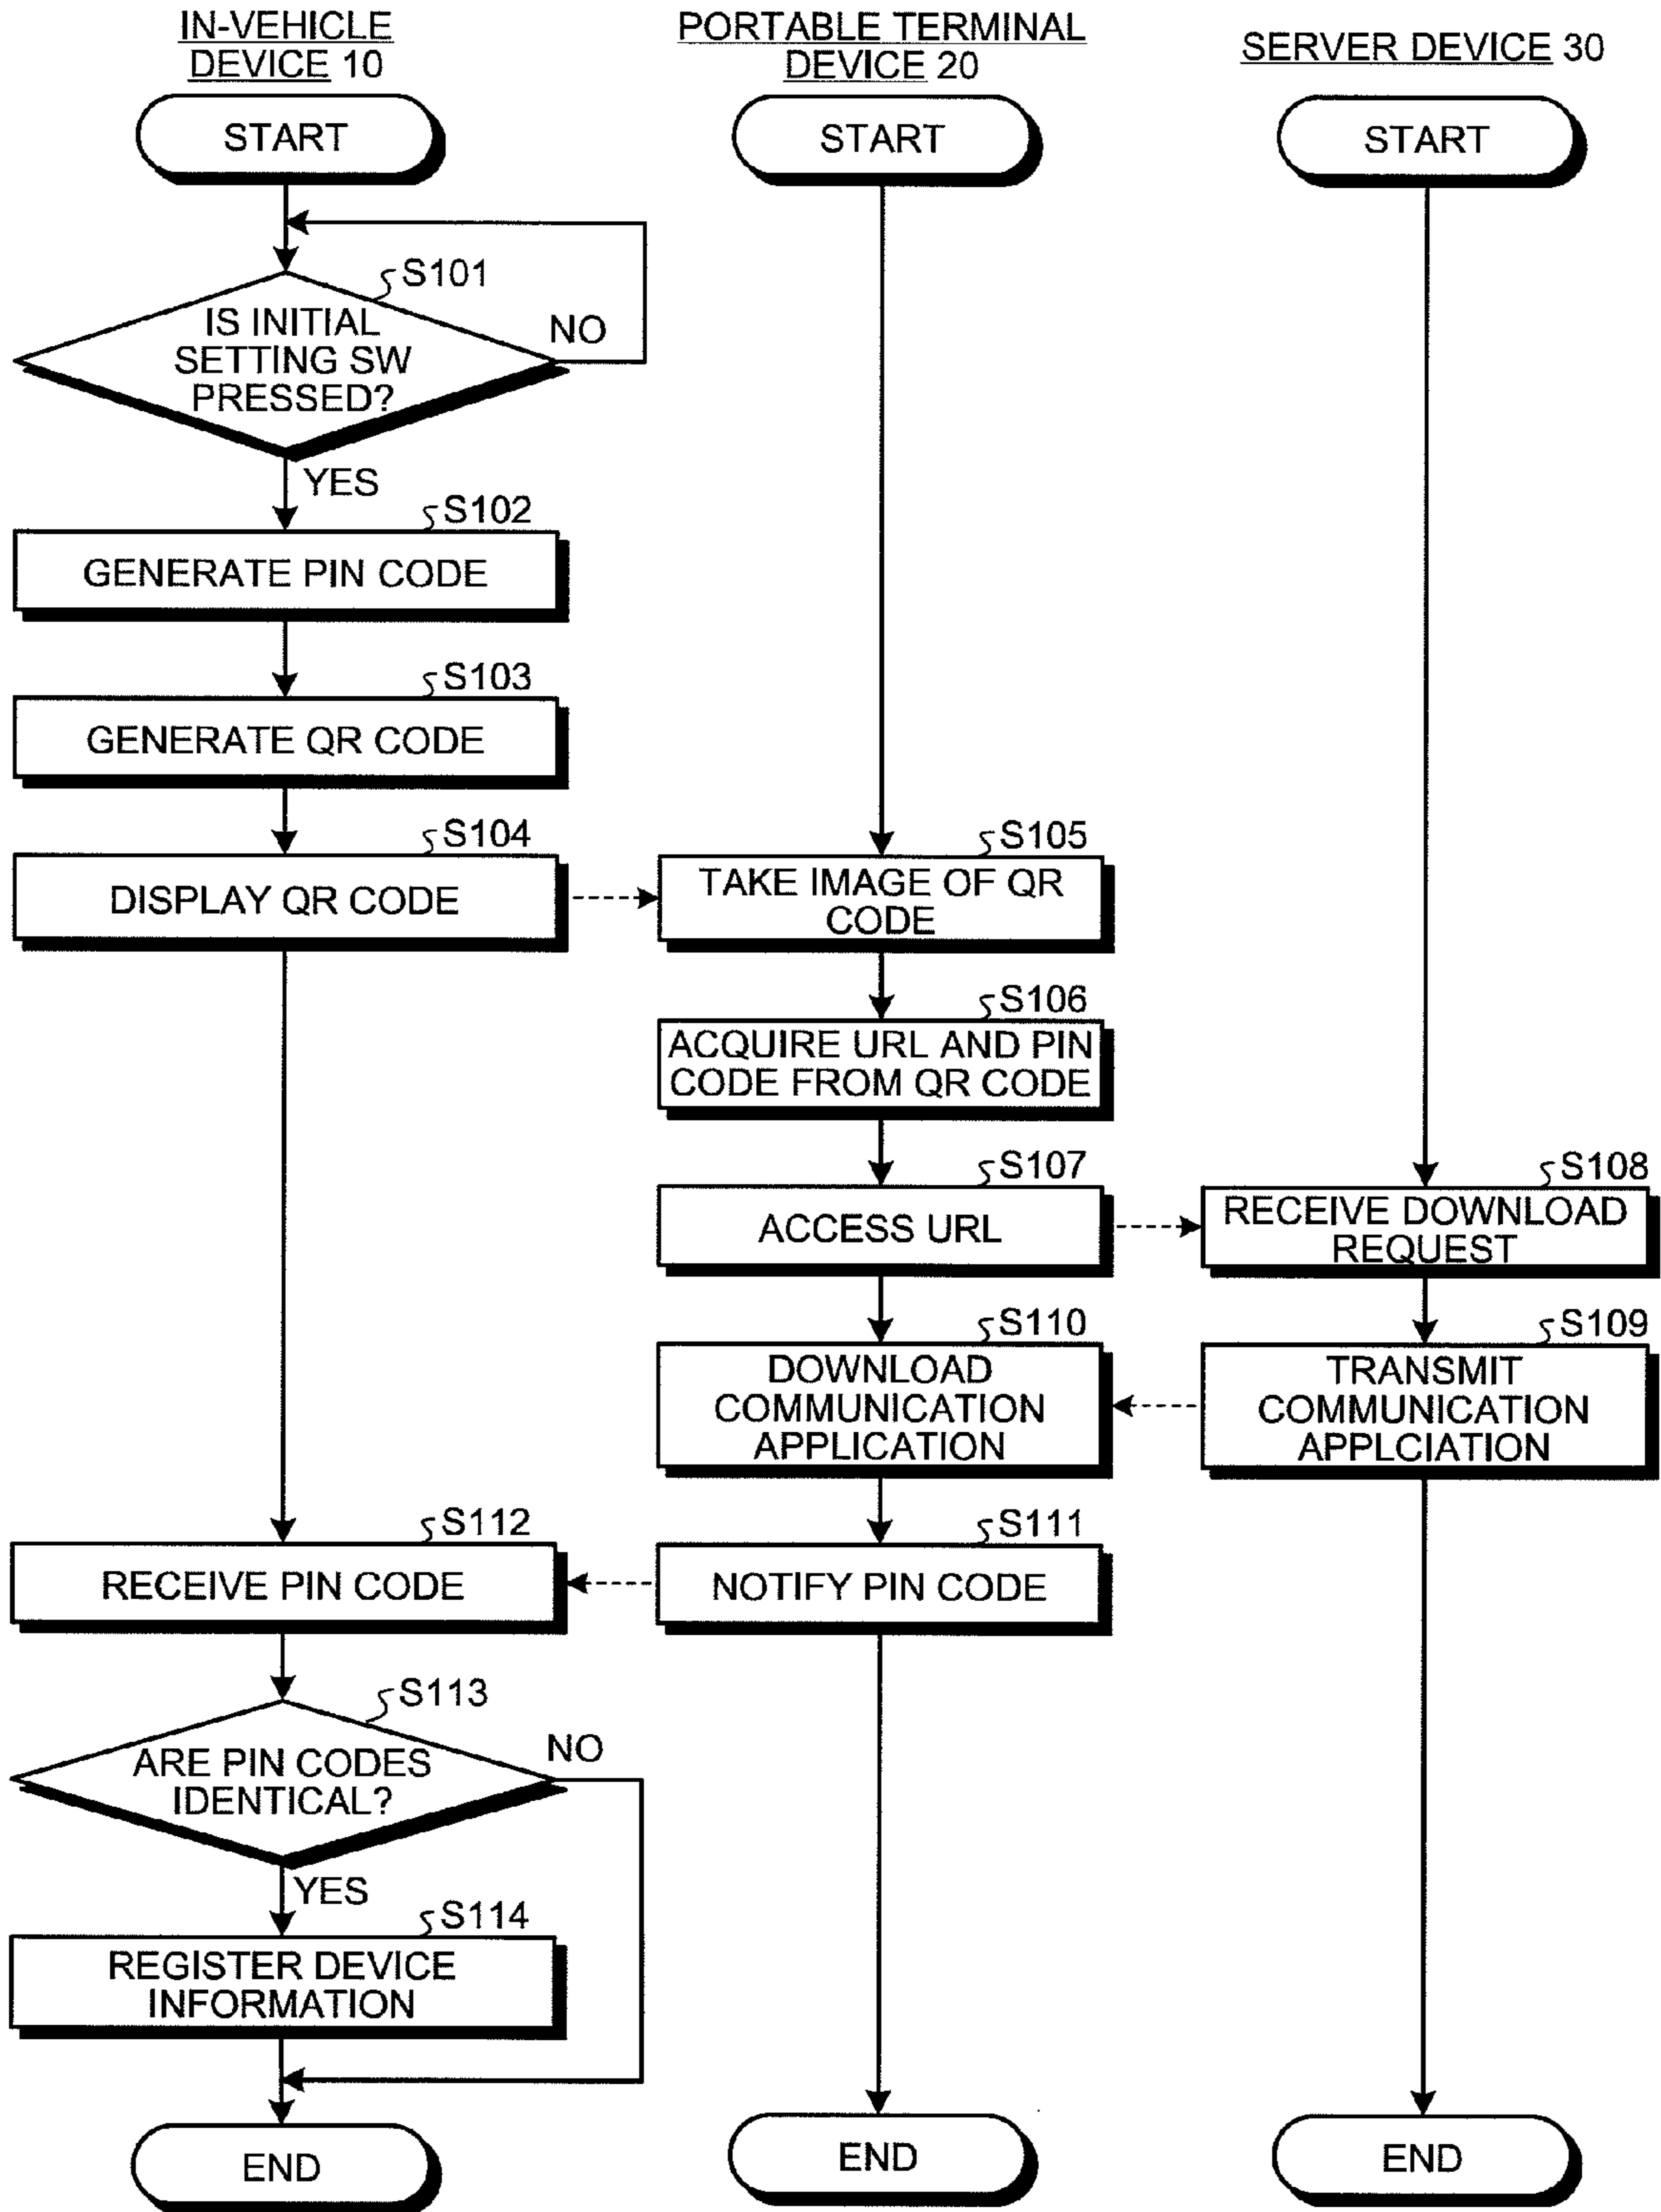 IN-VEHICLE
DEVICE 10
START
S101
IS INITIAL
SETTING SW
PRESSED?
NO
YES
S102
GENERATE PIN CODE
S103
GENERATE QR CODE
S104
DISPLAY QR CODE
S112
RECEIVE PIN CODE
S113
ARE PIN CODES
IDENTICAL?
NO
YES
S114
REGISTER DEVICE
INFORMATION
END
PORTABLE TERMINAL
DEVICE 20
START
S105
TAKE IMAGE OF QR
CODE
S106
ACQUIRE URL AND PIN
CODE FROM QR CODE
S107
ACCESS URL
S110
DOWNLOAD
COMMUNICATION
APPLICATION
S111
NOTIFY PIN CODE
END
SERVER DEVICE 30
START
S108
RECEIVE DOWNLOAD
REQUEST
S109
TRANSMIT
COMMUNICATION
APPLCIATION
END